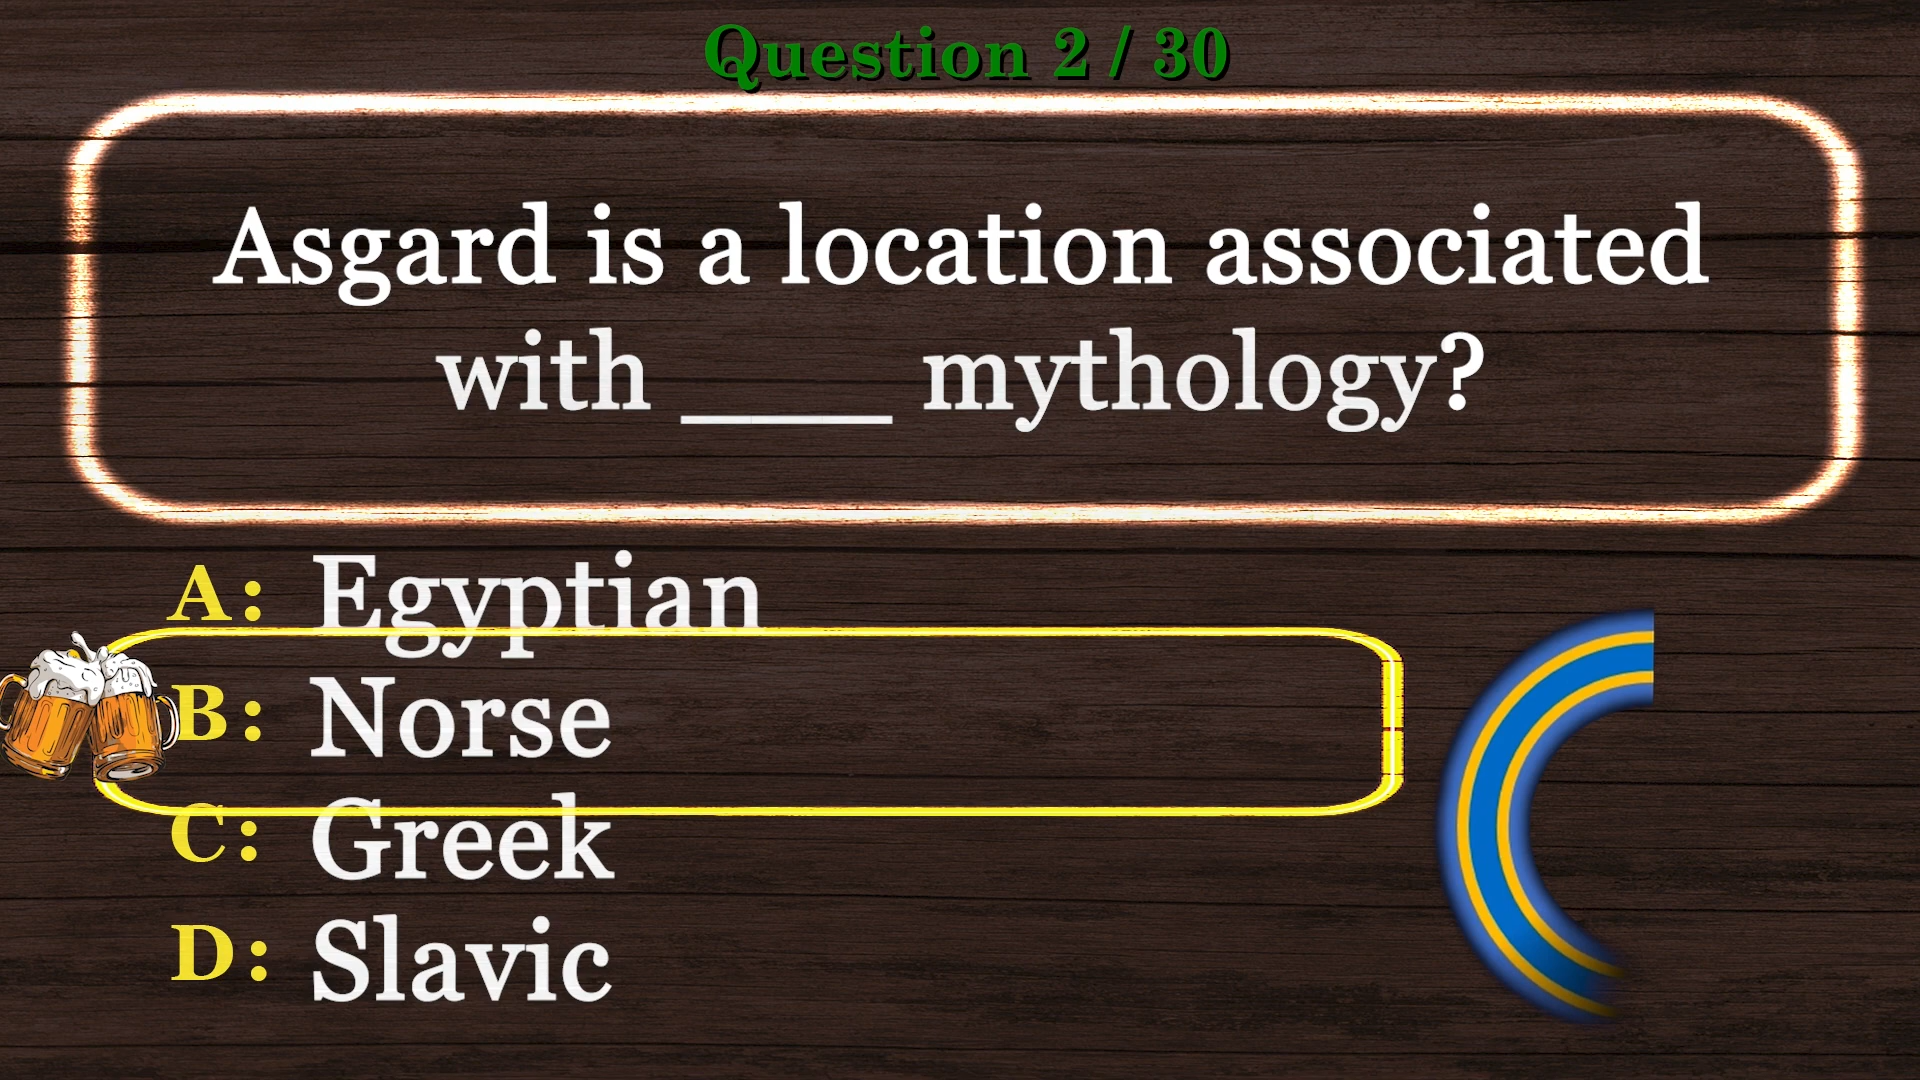 Question 2 / 30
Asgard is a location associated
with ____ mythology?
A: Egyptian
B: Norse
C: Greek
D: Slavic